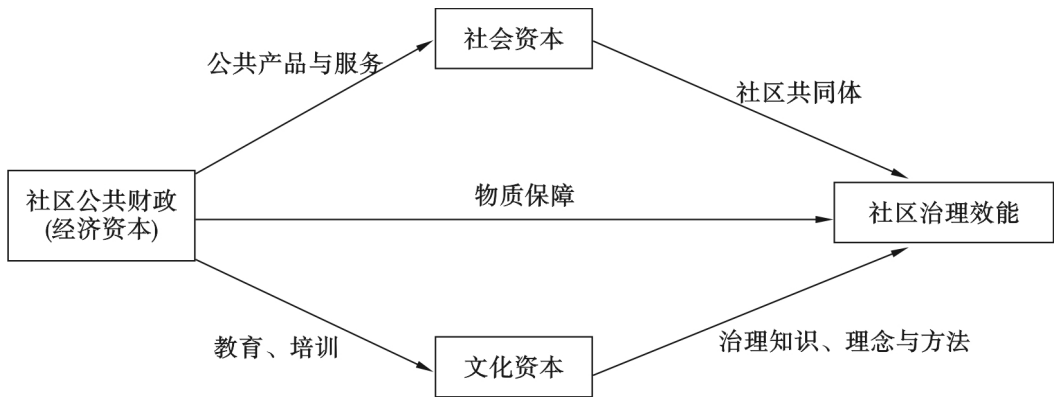 社会资本
公共产品与服务
社区共同体
社区公共财政
(经济资本)
物质保障
社区治理效能
教育、培训
治理知识、理念与方法
文化资本